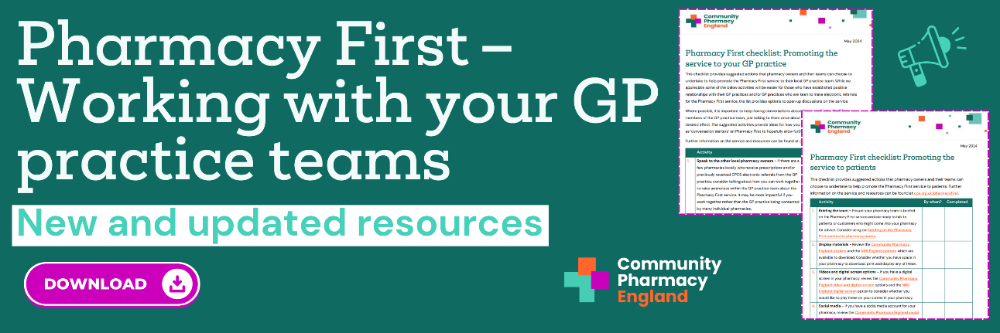 Pharmacy First –
Working with your GP
practice teams
New and updated resources
DOWNLOAD
Community
Pharmacy
England
Community
Pharmacy
England
May 2024
Pharmacy First checklist: Promoting the
service to your GP practice
This checklist provides suggested actions that pharmacy owners and their teams can choose to
undertake to help promote the Pharmacy First service to their local GP practice team. While we
appreciate some of the below activities will be easier for those who have established positive
relationships with their GP practices and/or GP practices who are keen to make electronic referrals
for the Pharmacy First service, the list provides options to open up discussions on the service.
Where possible, it is important to keep having conversations about
members of the GP practice team, just talking to them once about
desired effect. The suggested activities provide ideas for how you
as 'conversation starters' on Pharmacy First to hopefully allow
Further information on the service and resources can be found at
Activity
1. Speak to the other local pharmacy owners – If there are a
few pharmacies locally who receive prescriptions and/or
previously received CPCS electronic referrals from the GP
practice, consider talking about how you can work together
to raise awareness within the GP practice team about the
Pharmacy First Service. It may be more impactful if you
work together rather than the GP practice being contacted
by many individual pharmacies.
Community
Pharmacy
England
May 2024
Pharmacy First checklist: Promoting the
service to patients
This checklist provides suggested actions that pharmacy owners and their teams can
choose to undertake to help promote the Pharmacy First service to patients. Further
information on the service and resources can be found at cpe.org.uk/pharmacyfirst.
Activity By when? Completed
1. Briefing the team – Ensure your pharmacy team is briefed
on the Pharmacy First Service and are ready to talk to
patients or customers who might come into your pharmacy
for advice. Consider using our briefing on the Pharmacy
First service for pharmacy teams.
2. Display materials – Review the Community Pharmacy
England posters and the NHS England posters which are
available to download. Consider whether you have space in
your pharmacy to download, print and display any of these.
3. Videos and digital screen options – If you have a digital
screen in your pharmacy, review the Community Pharmacy
England video and digital screen options and the NHS
England digital screen option to consider whether you
would like to play these on your screen in your pharmacy.
4. Social media – If you have a social media account for your
pharmacy, review the Community Pharmacy England social